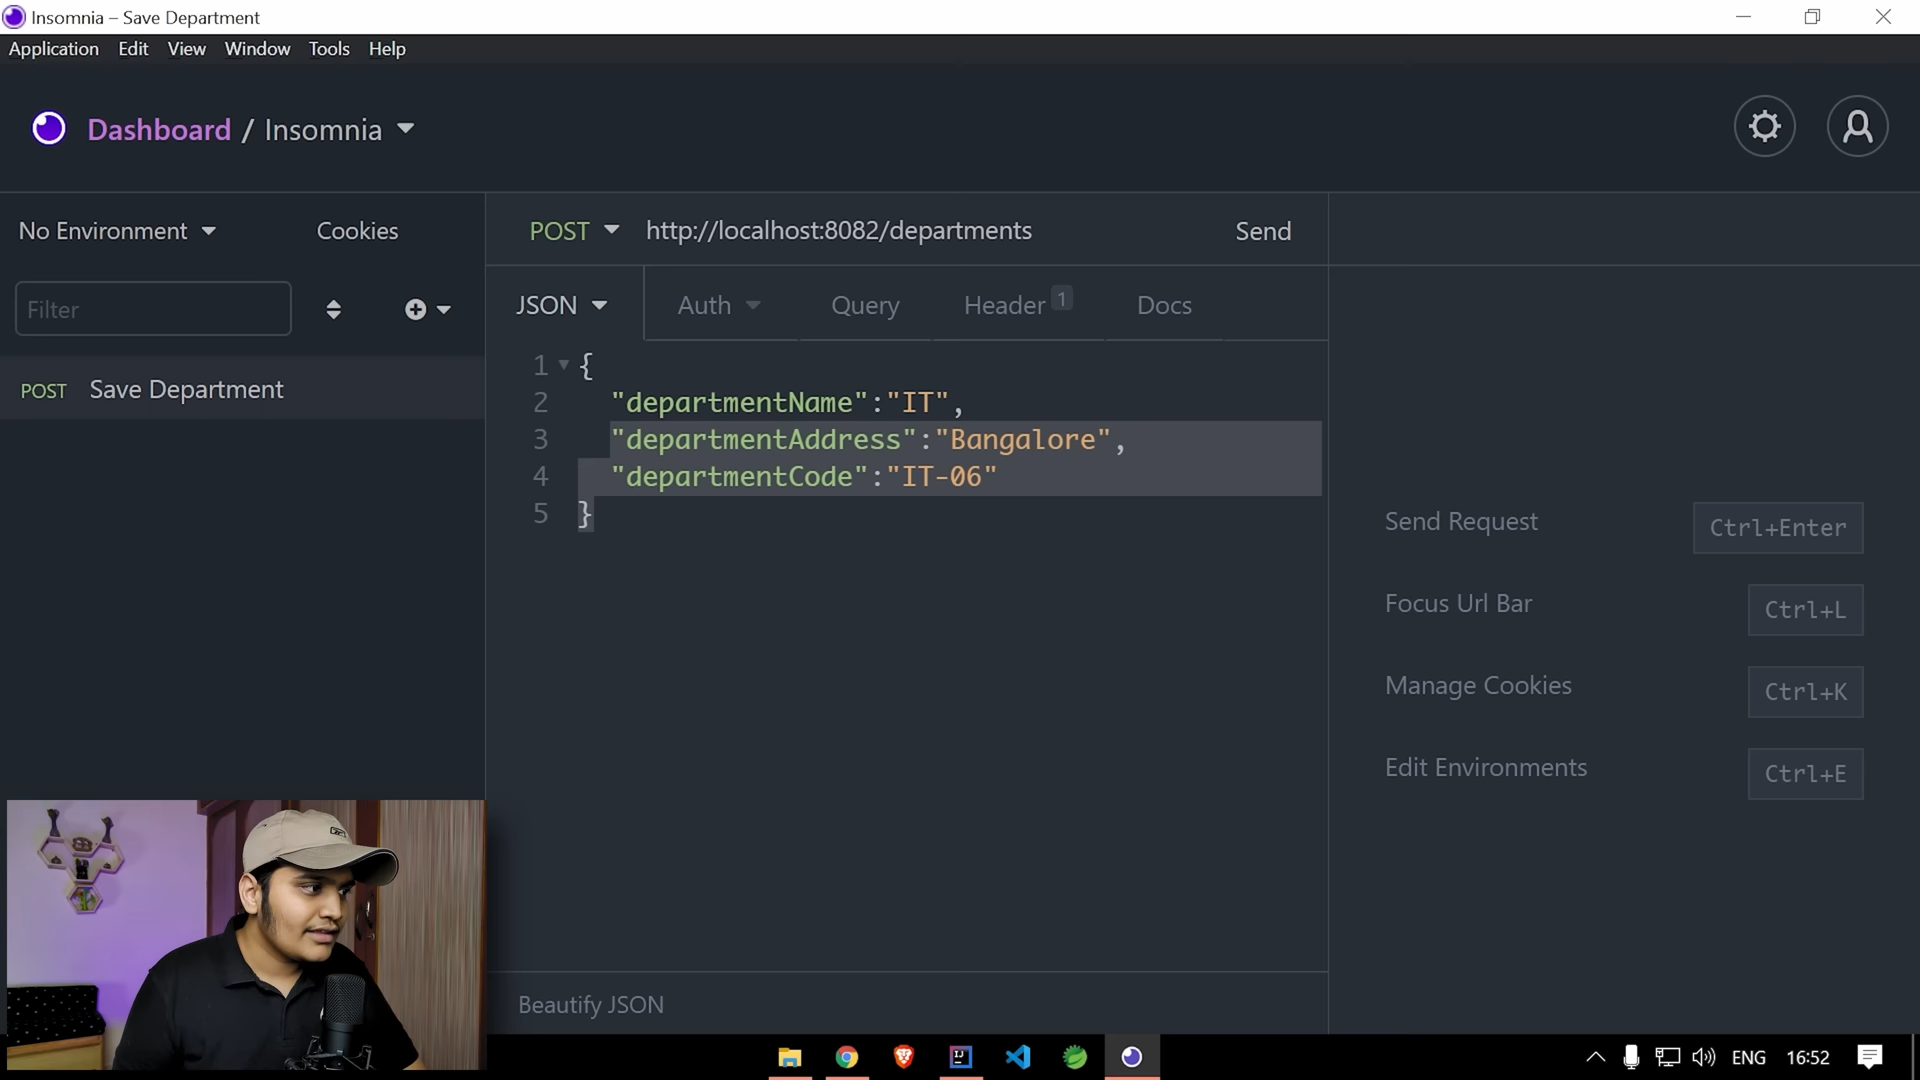 Insomnia – Save Department
Application Edit View Window Tools Help
Dashboard / Insomnia
No Environment Cookies
Filter
POST Save Department
POST http://localhost:8082/departments Send
JSON Auth Query Header 1 Docs
1 {
2 "departmentName":"IT",
3 "departmentAddress":"Bangalore",
4 "departmentCode":"IT-06"
5 }
Send Request Ctrl+Enter
Focus Url Bar Ctrl+L
Manage Cookies Ctrl+K
Edit Environments Ctrl+E
Beautify JSON
ENG 16:52